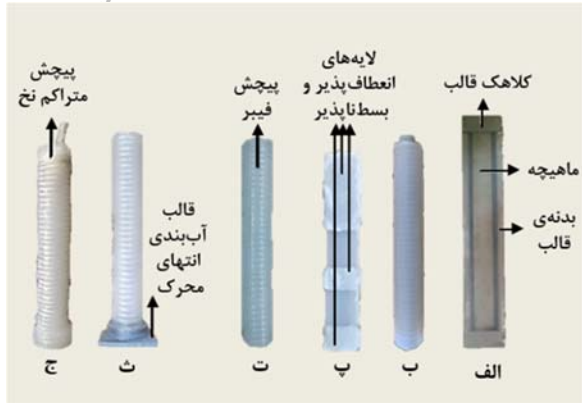 کلاهک قالب
ماهیچه
بدنه‌ی
قالب
لایه‌های
انعطاف‌پذیر و
بسط‌ناپذیر
پیچش
فیبر
قالب
آب‌بندی
انتهای
محرک
پیچش
متراکم نخ
الف
ب
پ
ت
ث
ج